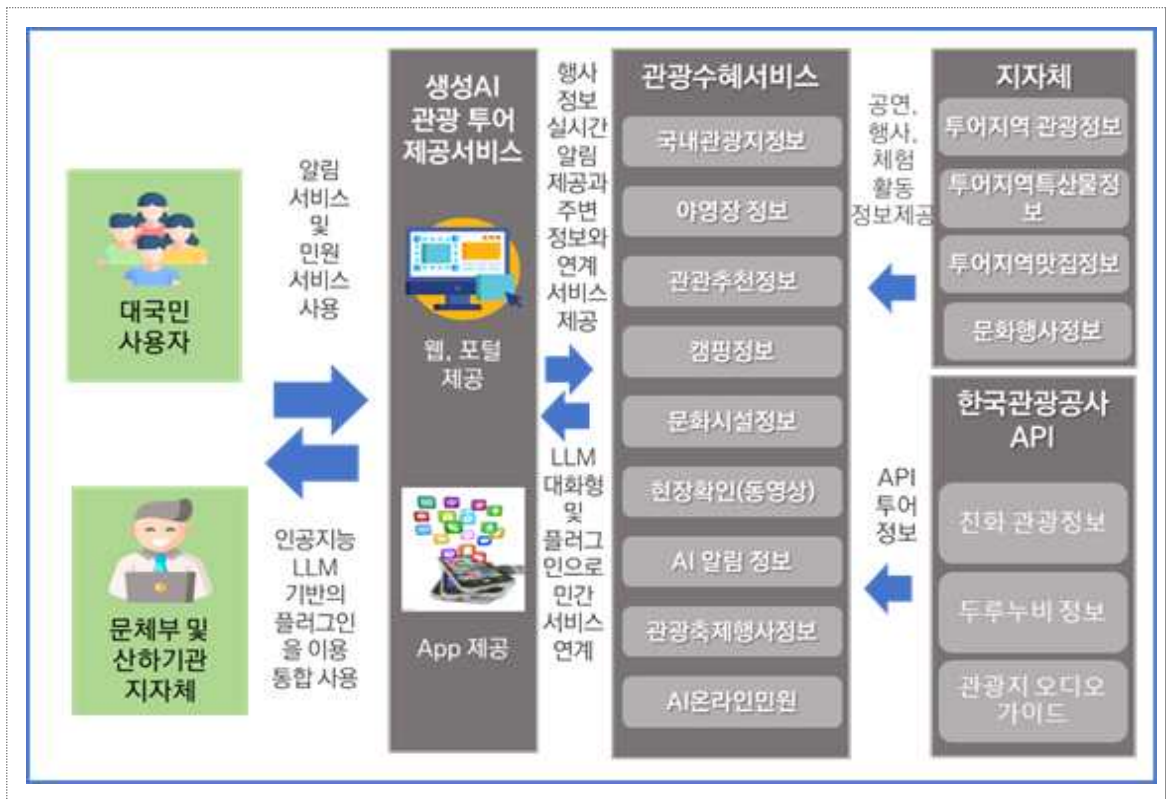 대국민
사용자
문체부 및
산하기관
지자체
알림
서비스
및
민원
서비스
사용
인공지능
LLM
기반의
플러그인
을 이용
통합 사용
생성AI
관광 투어
제공서비스
웹, 포털
제공
App 제공
행사
정보
실시간
알림
제공과
주변
정보와
연계
서비스
제공
LLM
대화형
및
플러그
인으로
민간
서비스
연계
관광수혜서비스
국내관광지정보
야영장 정보
관관추천정보
캠핑정보
문화시설정보
현장확인(동영상)
AI 알림 정보
관광축제행사정보
AI온라인민원
공연,
행사,
체험
활동
정보제공
API
투어
정보
지자체
투어지역 관광정보
투어지역특산물정
보
투어지역맛집정보
문화행사정보
한국관광공사
API
친화 관광정보
두루누비 정보
관광지 오디오
가이드